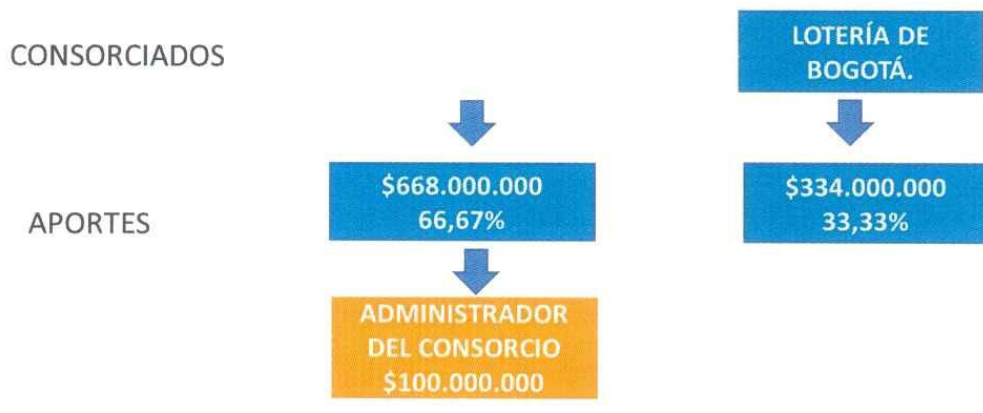 CONSORCIADOS
LOTERÍA DE
BOGOTÁ.
APORTES
$668.000.000
66,67%
$334.000.000
33,33%
ADMINISTRADOR
DEL CONSORCIO
$100.000.000